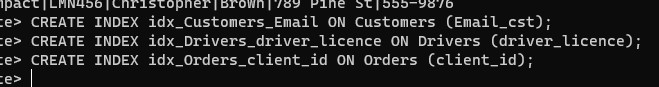 mpact|LMN456|Christopher|Brown|789 Pine St|555-9876
te> CREATE INDEX idx_Customers_Email ON Customers (Email_cst);
te> CREATE INDEX idx_Drivers_driver_licence ON Drivers (driver_licence);
te> CREATE INDEX idx_Orders_client_id ON Orders (client_id);
te>